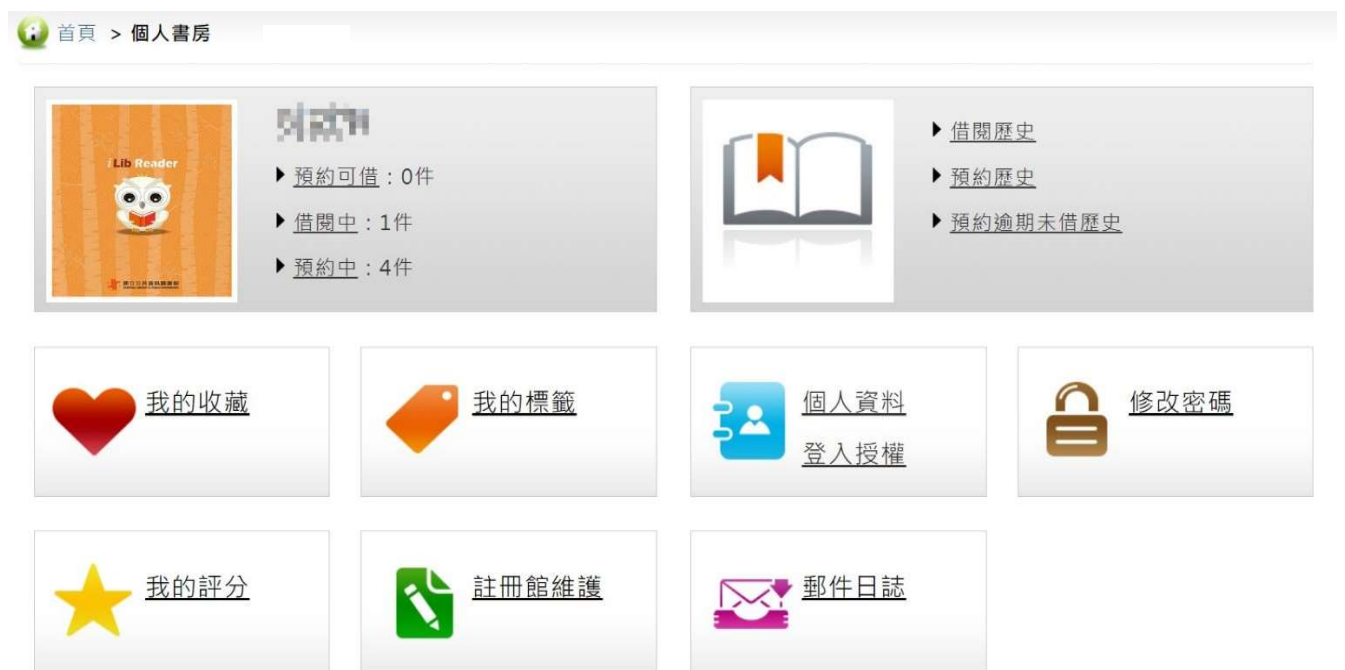 首頁 > 個人書房
iLib Reader
預約可借：0件
借閱中：1件
預約中：4件
借閱歷史
預約歷史
預約逾期未借歷史
我的收藏
我的標籤
個人資料
登入授權
修改密碼
我的評分
註冊館維護
郵件日誌